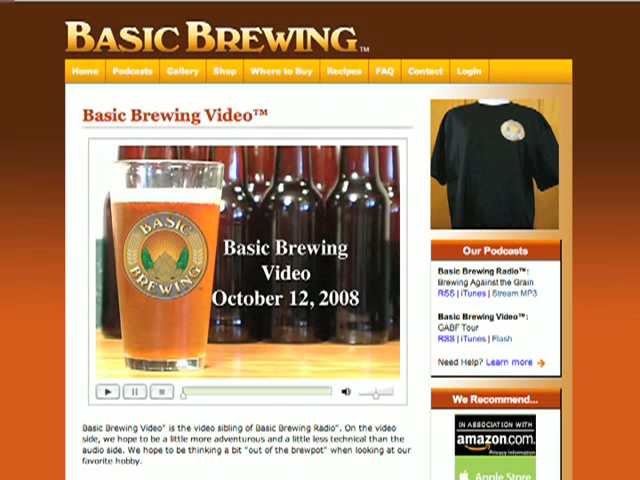 BASIC BREWING TM
Home
Podcasts
Gallery
Shop
Where to Buy
Recipes
FAQ
Contact
Login
Basic Brewing Video™
BASIC
BREWING
Basic Brewing
Video
October 12, 2008
Basic Brewing Video" is the video sibling of Basic Brewing Radio". On the video
side, we hope to be a little more adventurous and a little less technical than the
audio side. We hope to be thinking a bit "out of the brewpot" when looking at our
favorite hobby.
Our Podcasts
Basic Brewing Radio™:
Brewing Against the Grain
RSS | iTunes | Stream MP3
Basic Brewing Video™:
GABF Tour
RSS | iTunes | Flash
Need Help? Learn more
We Recommend...
IN ASSOCIATION WITH
amazon.com.
Privacy Information
Apple Store